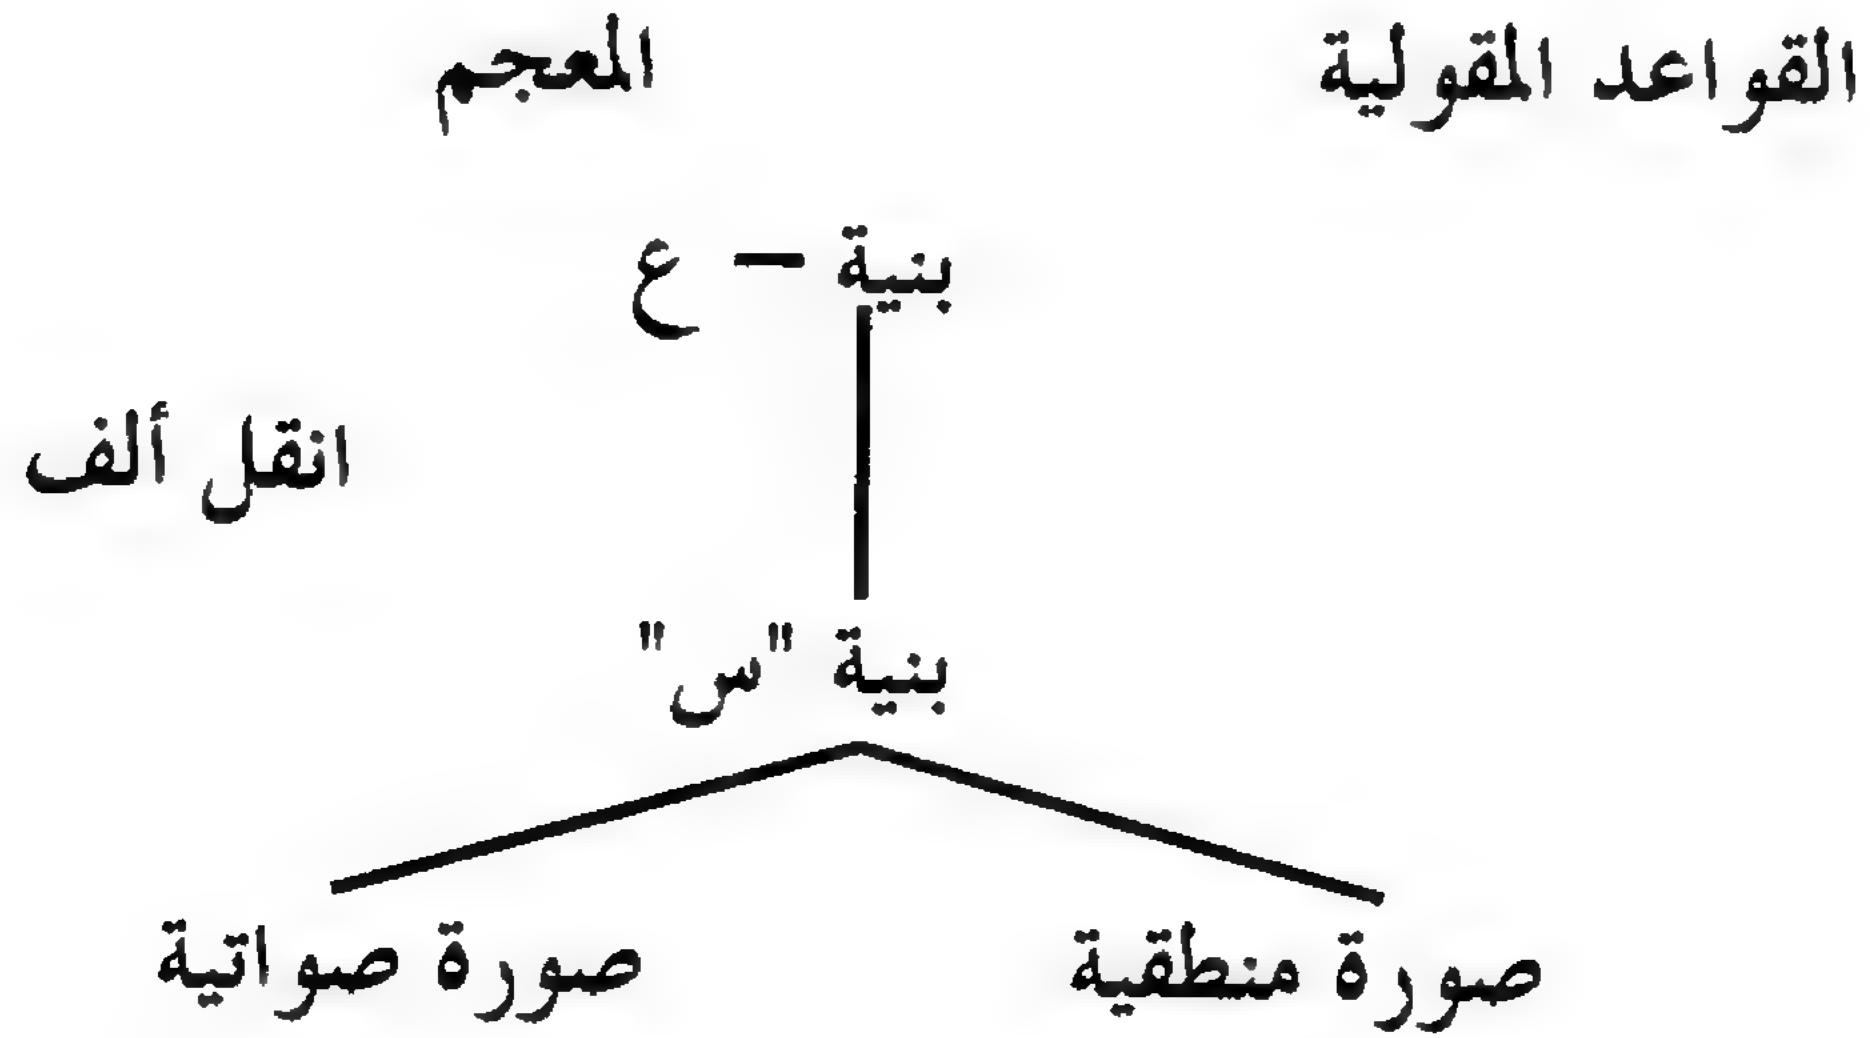 القواعد المقولية المعجم
بنية – ع
انقل ألف
بنية "س"
صورة منطقية صورة صواتية